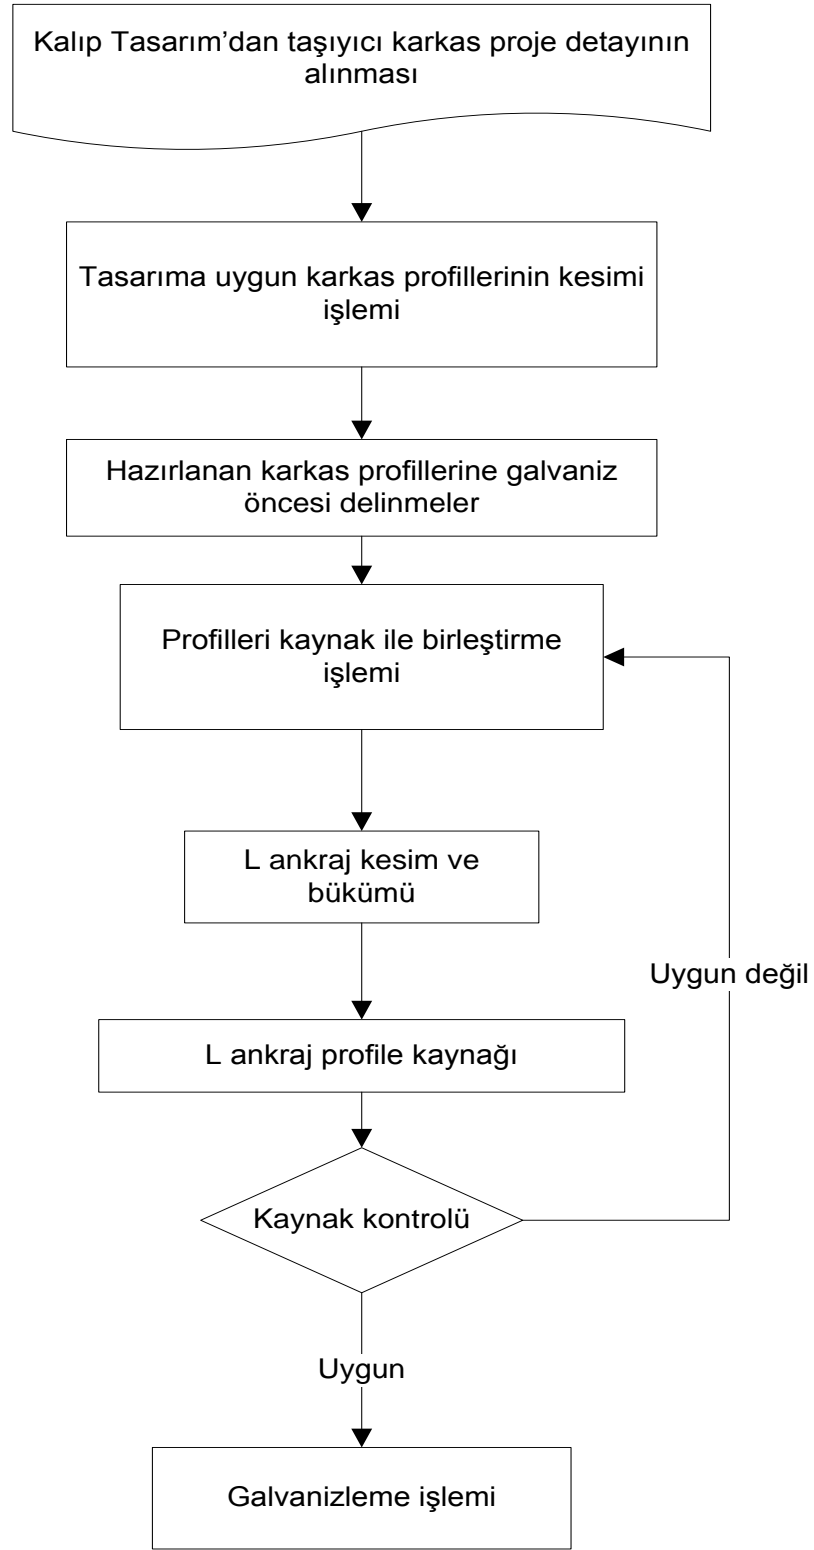 Kalıp Tasarım’dan taşıyıcı karkas proje detayının
alınması
Tasarıma uygun karkas profillerinin kesimi
işlemi
Hazırlanan karkas profillerine galvaniz
öncesi delinmeler
Profilleri kaynak ile birleştirme
işlemi
L ankraj kesim ve
bükümü
Uygun değil
L ankraj profile kaynağı
Kaynak kontrolü
Uygun
Galvanizleme işlemi